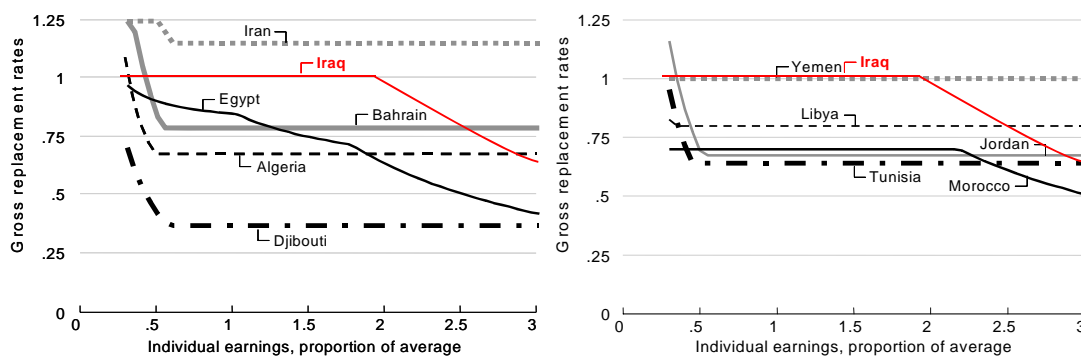 Gross replacement rates
1.25
1
.75
.5
.25
0
Iran
Iraq
Egypt
Bahrain
Algeria
Djibouti
0 .5 1 1.5 2 2.5 3
Individual earnings, proportion of average
Gross replacement rates
1.25
1
.75
.5
.25
0
Yemen
Iraq
Libya
Jordan
Tunisia
Morocco
0 .5 1 1.5 2 2.5 3
Individual earnings, proportion of average